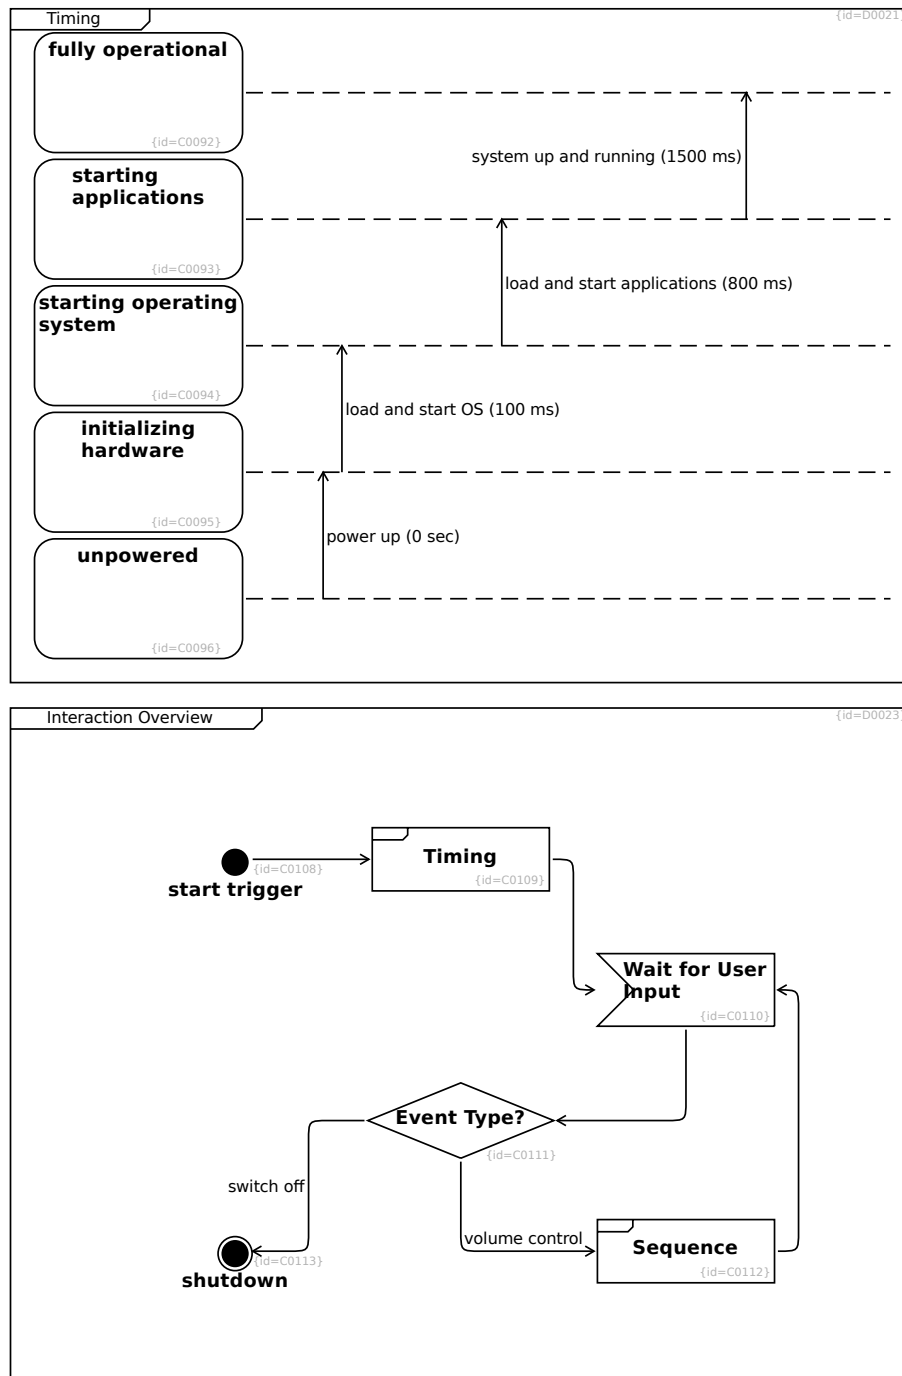 Timing
{id=D0021}
fully operational
{id=C0092}
system up and running (1500 ms)
starting
applications
{id=C0093}
load and start applications (800 ms)
starting operating
system
{id=C0094}
load and start OS (100 ms)
initializing
hardware
{id=C0095}
power up (0 sec)
unpowered
{id=C0096}
Interaction Overview
{id=D0023}
Timing
{id=C0108}
{id=C0109}
start trigger
Wait for User
Input
{id=C0110}
Event Type?
{id=C0111}
switch off
volume control
Sequence
{id=C0113}
{id=C0112}
shutdown